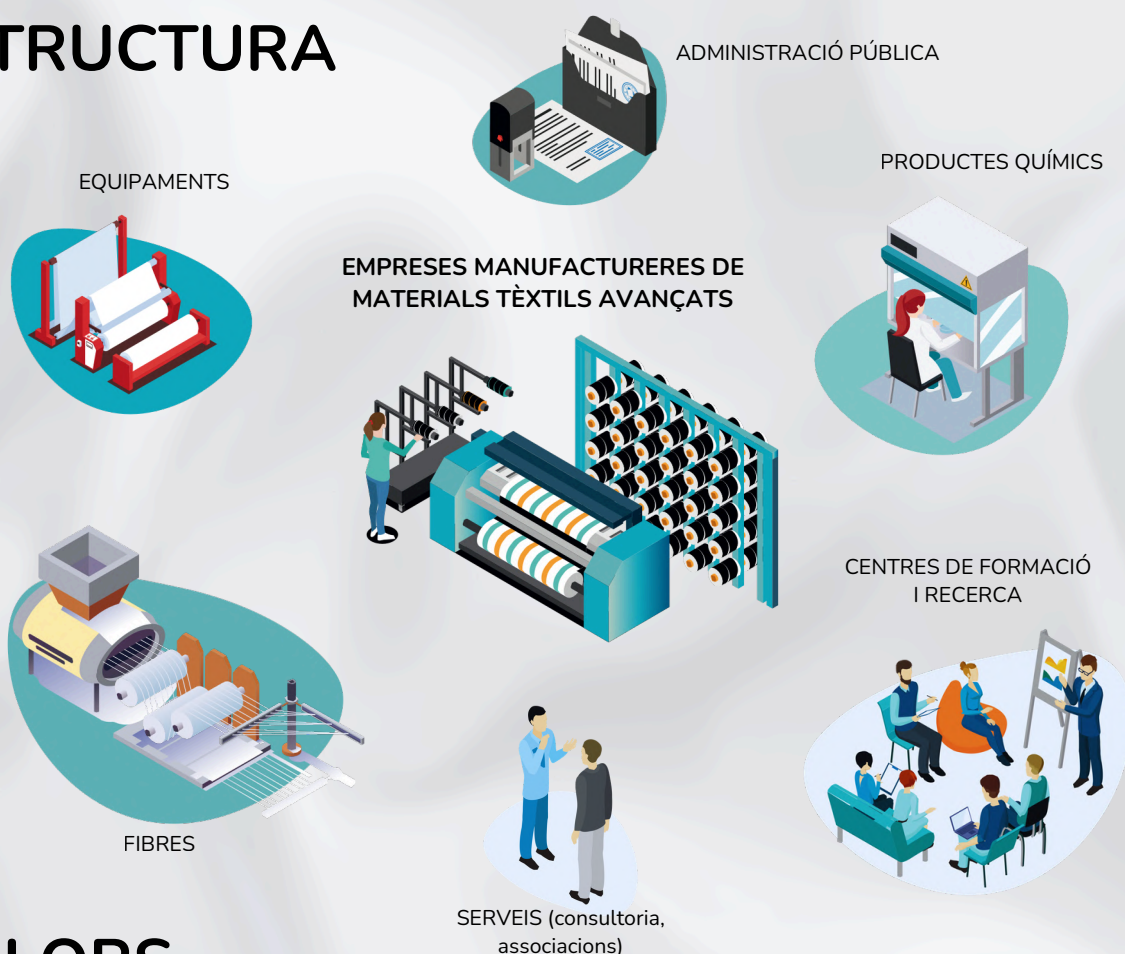 TRUCTURA
ADMINISTRACIÓ PÚBLICA
PRODUCTES QUÍMICS
EQUIPAMENTS
EMPRESES MANUFACTURERES DE
MATERIALS TÈXTILS AVANÇATS
CENTRES DE FORMACIÓ
I RECERCA
FIBRES
SERVEIS (consultoria,
associacions)
LORS